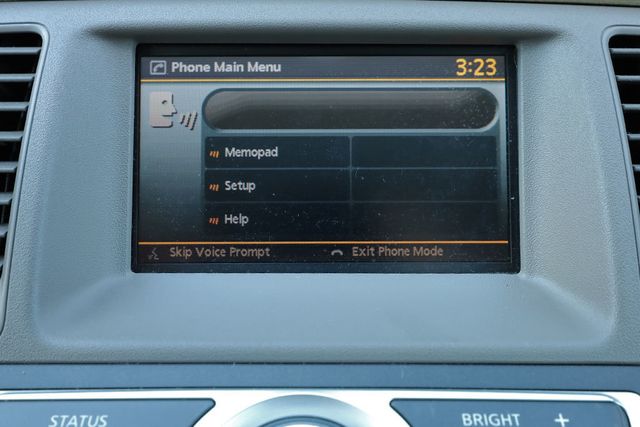 Phone Main Menu 3:23
Memopad
Setup
Help
Skip Voice Prompt Exit Phone Mode
STATUS BRIGHT +